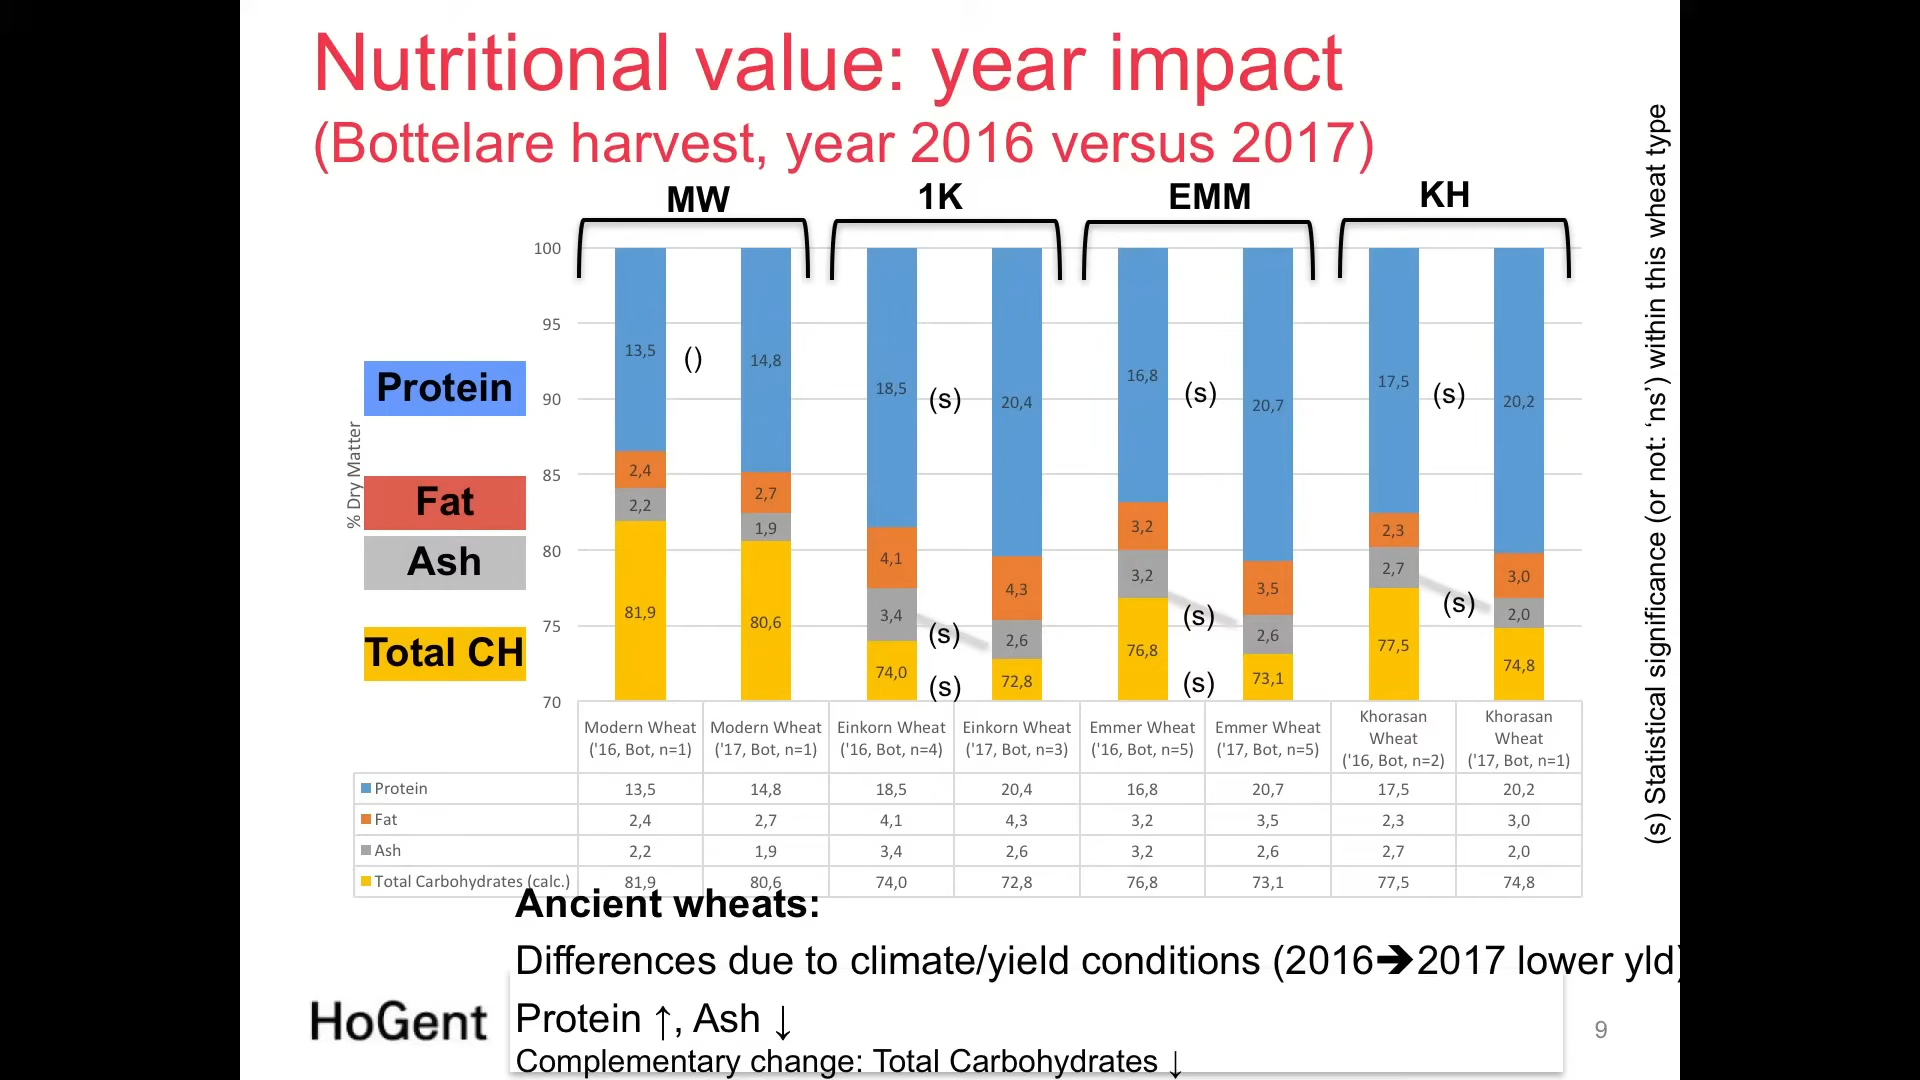 Nutritional value: year impact
(Bottelare harvest, year 2016 versus 2017)
MW 1K EMM KH
100
95
90
85
80
75
70
% Dry Matter
Protein
Fat
Ash
Total CH
13,5 () 14,8 18,5 (s) 20,4 16,8 (s) 20,7 17,5 (s) 20,2
2,4 2,7 4,1 4,3 3,2 3,5 2,3 3,0
2,2 1,9 3,4 (s) 2,6 3,2 (s) 2,6 2,7 (s) 2,0
81,9 80,6 74,0 (s) 72,8 76,8 (s) 73,1 77,5 74,8
Modern Wheat ('16, Bot, n=1)
Modern Wheat ('17, Bot, n=1)
Einkorn Wheat ('16, Bot, n=4)
Einkorn Wheat ('17, Bot, n=3)
Emmer Wheat ('16, Bot, n=5)
Emmer Wheat ('17, Bot, n=5)
Khorasan Wheat ('16, Bot, n=2)
Khorasan Wheat ('17, Bot, n=1)
Protein 13,5 14,8 18,5 20,4 16,8 20,7 17,5 20,2
Fat 2,4 2,7 4,1 4,3 3,2 3,5 2,3 3,0
Ash 2,2 1,9 3,4 2,6 3,2 2,6 2,7 2,0
Total Carbohydrates (calc.) 81,9 80,6 74,0 72,8 76,8 73,1 77,5 74,8
(s) Statistical significance (or not: ‘ns’) within this wheat type
Ancient wheats:
Differences due to climate/yield conditions (2016➔2017 lower yld)
Protein ↑, Ash ↓
Complementary change: Total Carbohydrates ↓
HoGent
9